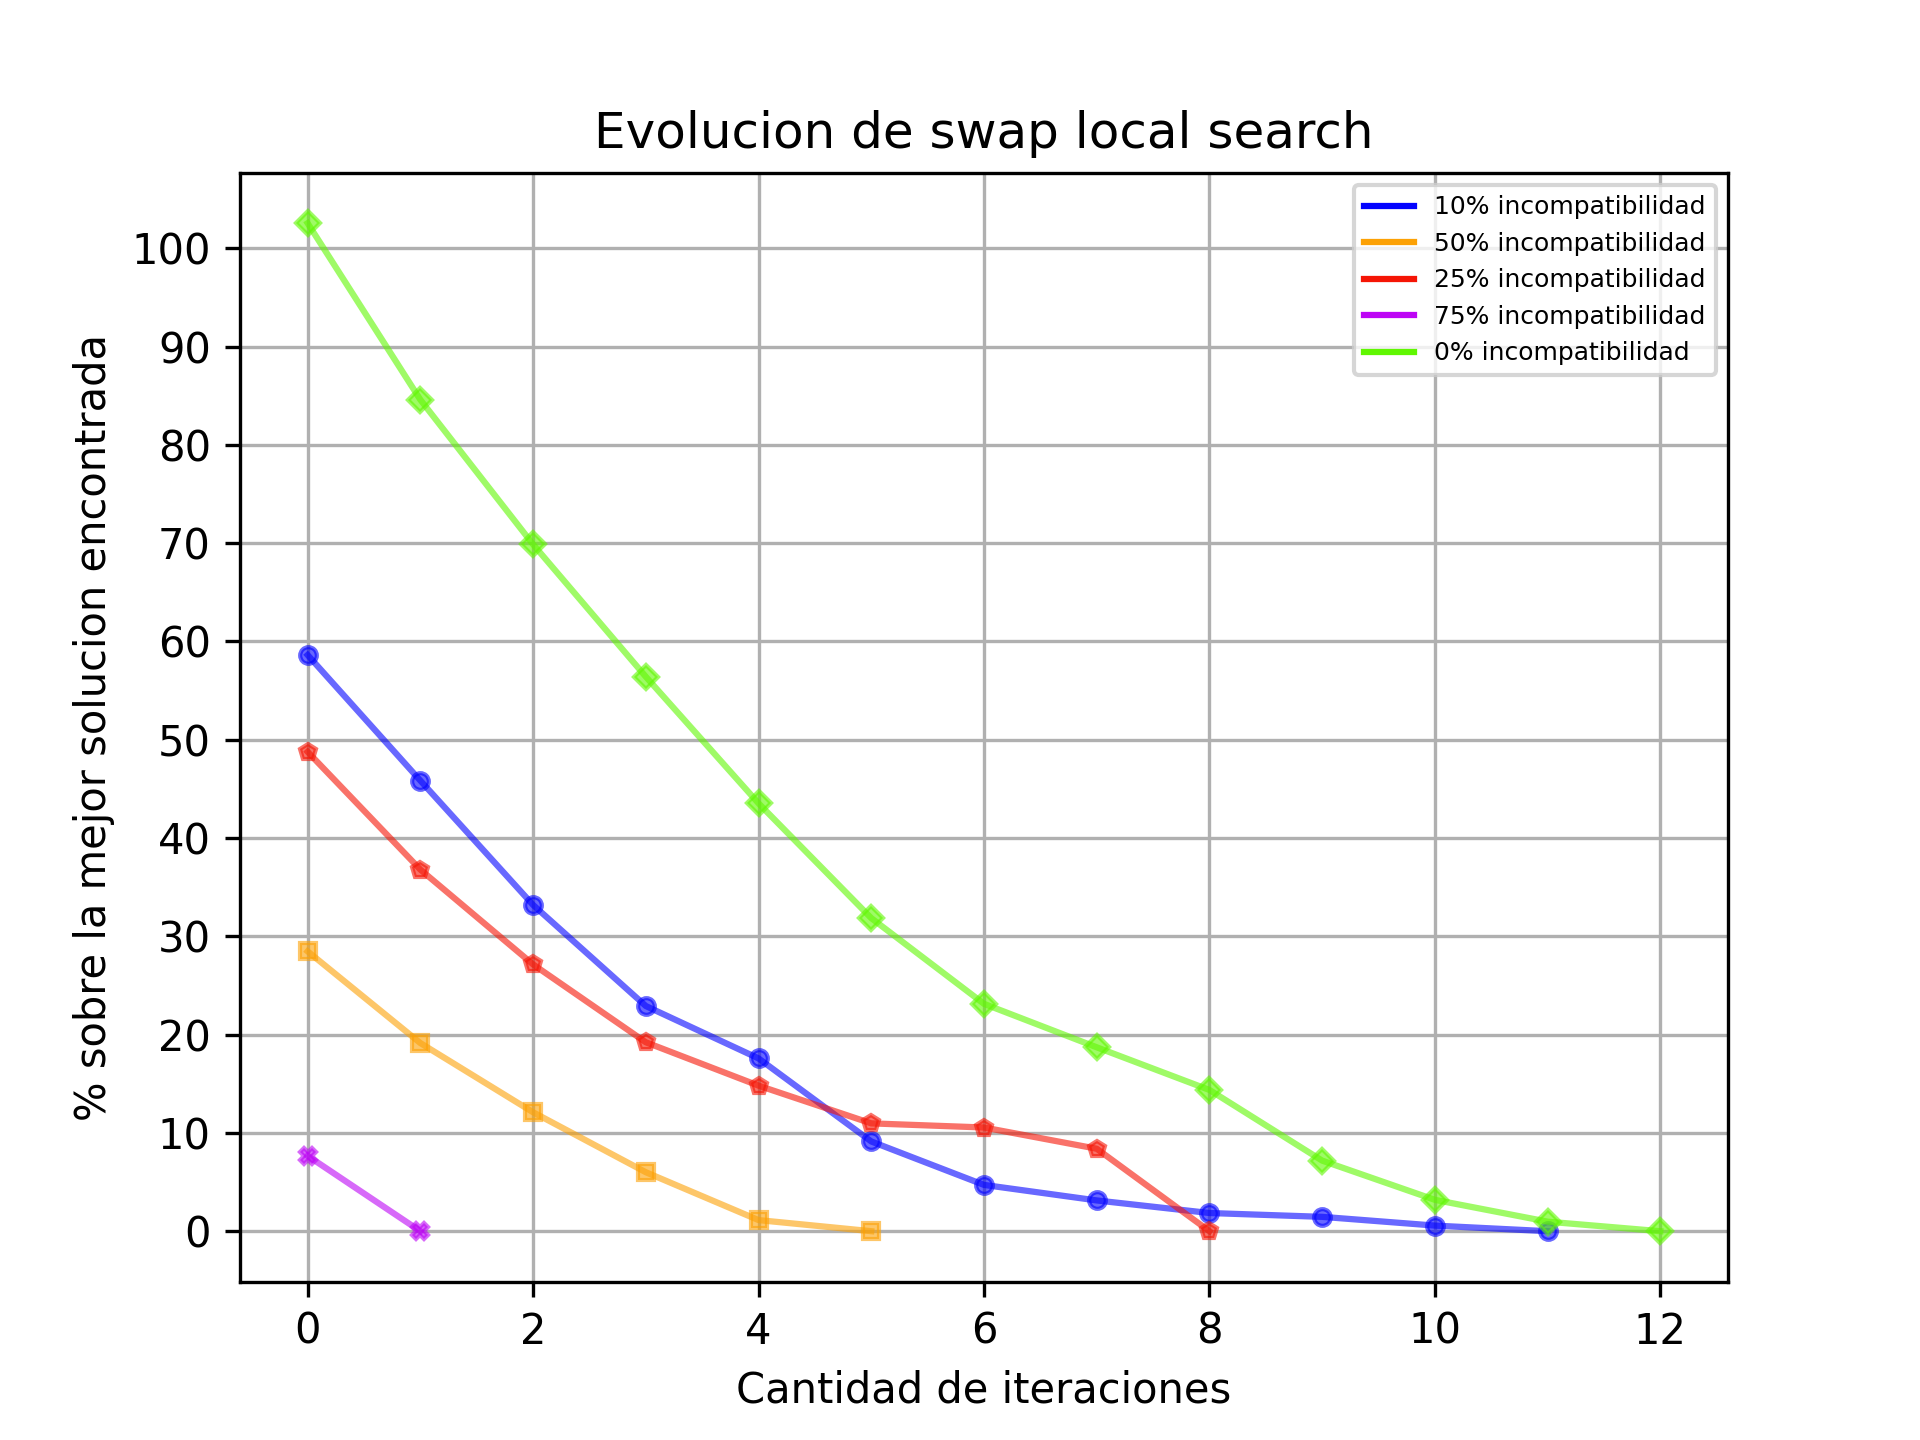 Evolucion de swap local search
10% incompatibilidad
50% incompatibilidad
25% incompatibilidad
75% incompatibilidad
0% incompatibilidad
% sobre la mejor solucion encontrada
100
90
80
70
60
50
40
30
20
10
0
0 2 4 6 8 10 12
Cantidad de iteraciones